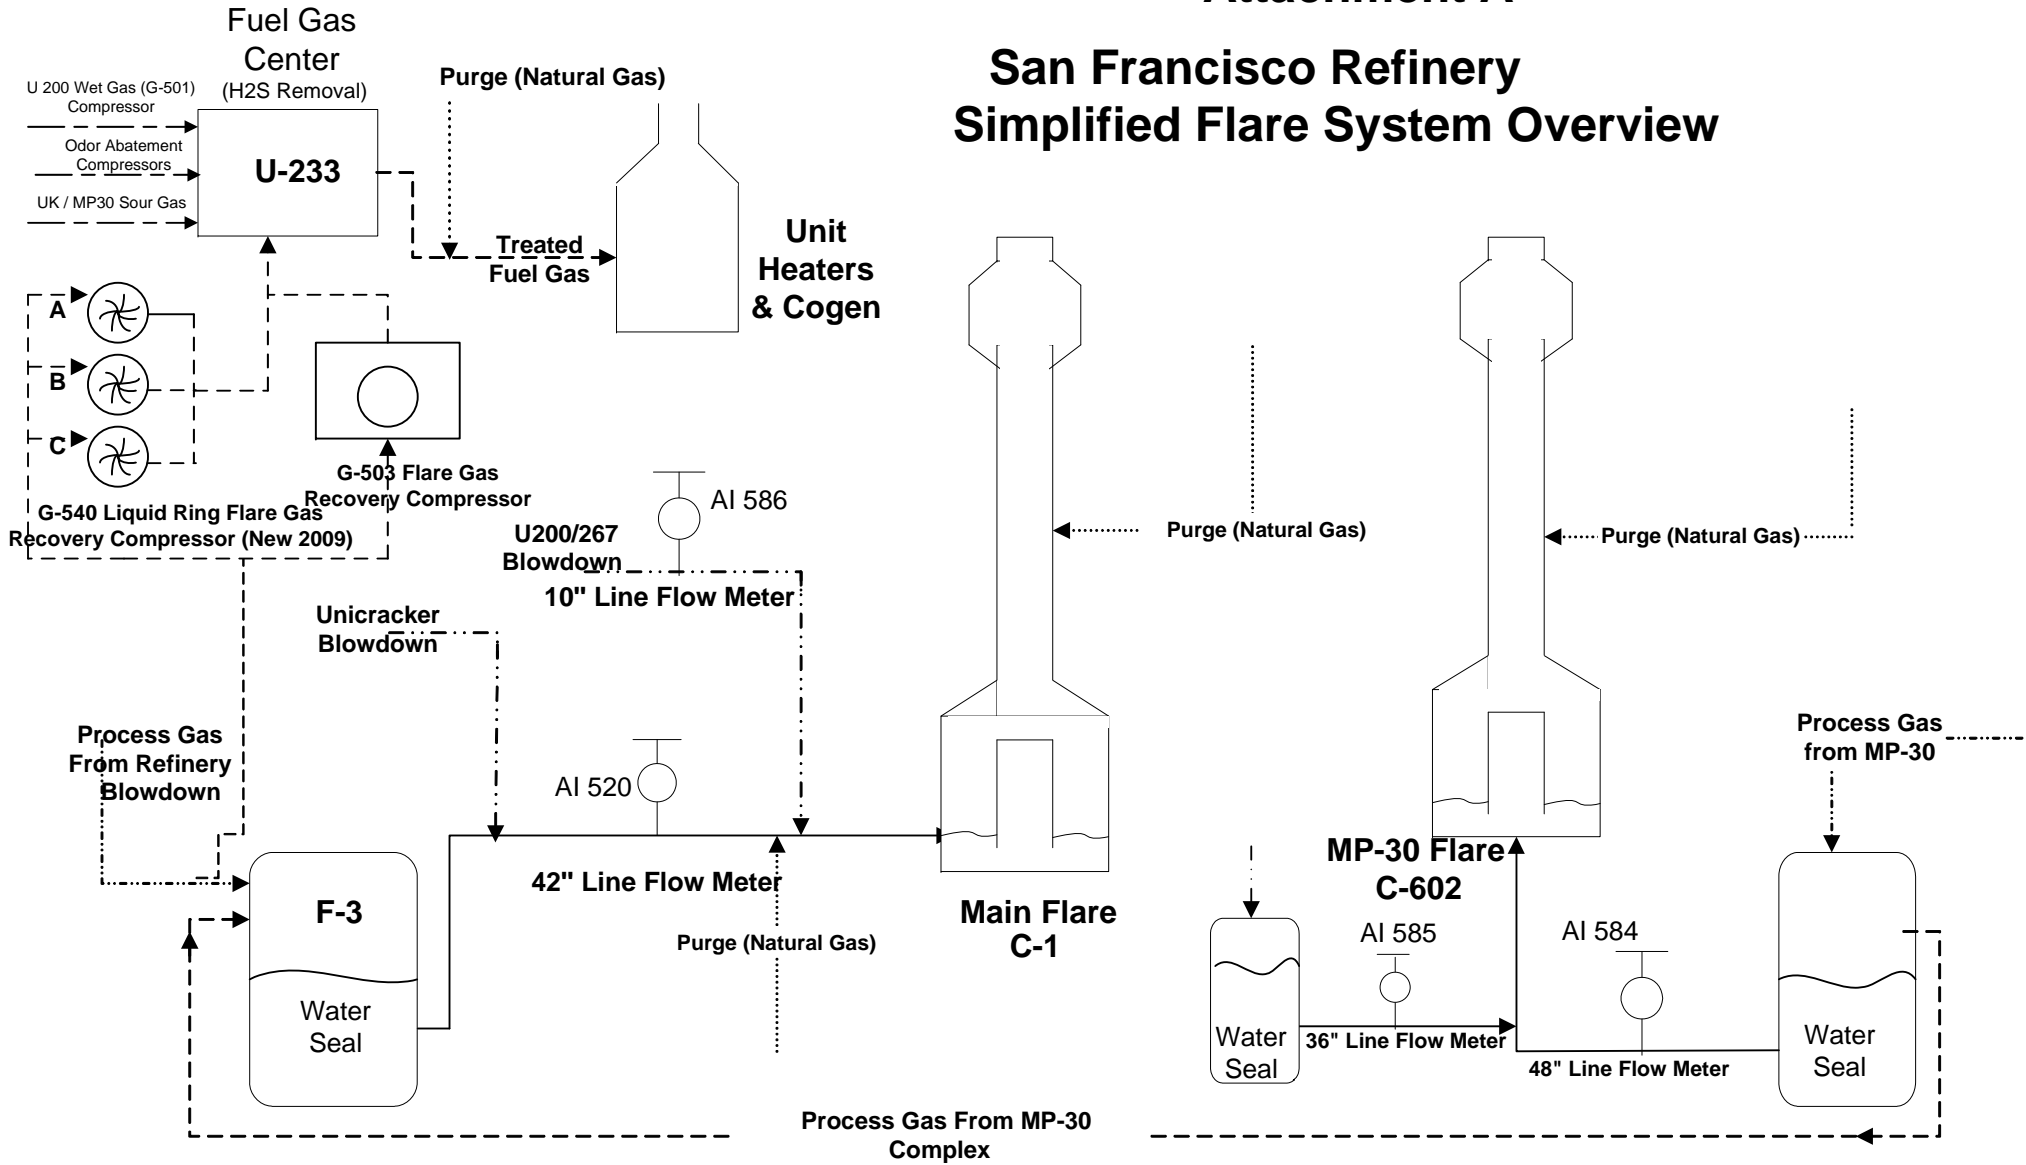 Attachment A
San Francisco Refinery
Simplified Flare System Overview
Fuel Gas
Center
(H2S Removal)
U 200 Wet Gas (G-501)
Compressor
Odor Abatement
Compressors
UK / MP30 Sour Gas
U-233
Purge (Natural Gas)
Treated
Fuel Gas
Unit
Heaters
& Cogen
A
B
C
G-503 Flare Gas
Recovery Compressor
G-540 Liquid Ring Flare Gas
Recovery Compressor (New 2009)
AI 586
U200/267
Blowdown
10" Line Flow Meter
Unicracker
Blowdown
Purge (Natural Gas)
Purge (Natural Gas)
Process Gas
From Refinery
Blowdown
AI 520
42" Line Flow Meter
Purge (Natural Gas)
F-3
Water
Seal
Main Flare
C-1
MP-30 Flare
C-602
Process Gas
from MP-30
AI 585
AI 584
Water
Seal
36" Line Flow Meter
48" Line Flow Meter
Water
Seal
Process Gas From MP-30
Complex